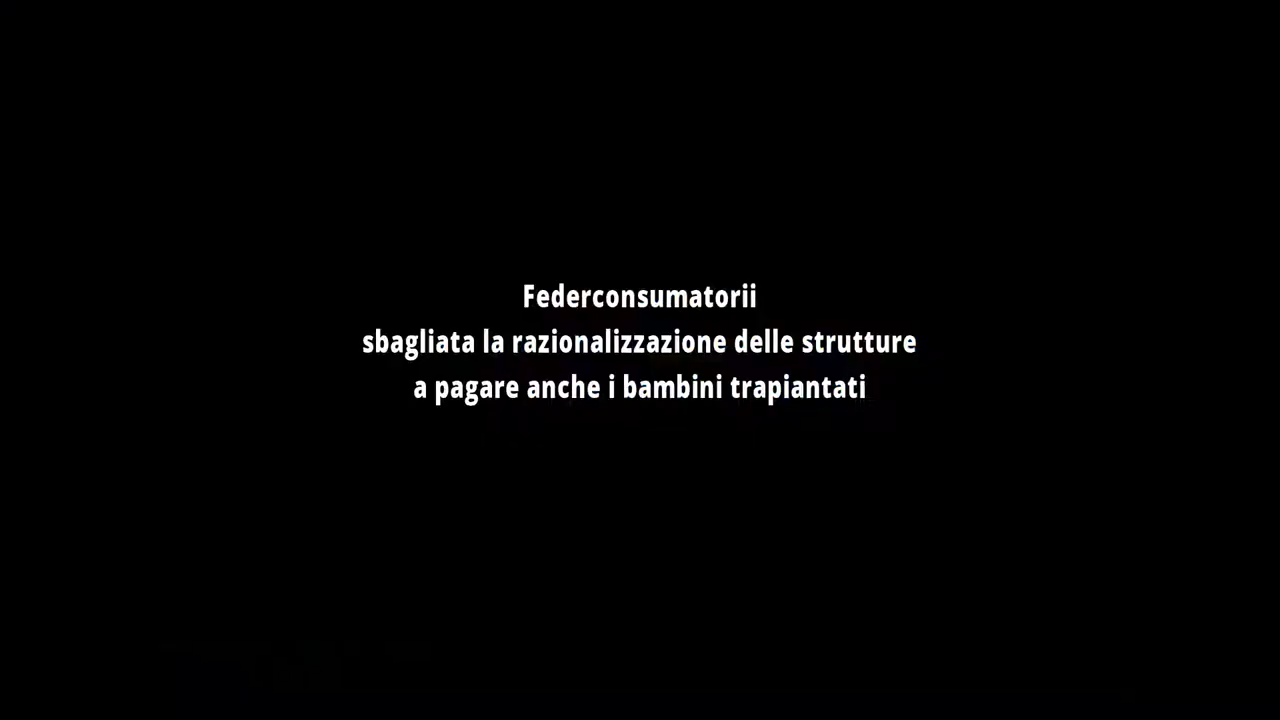 Federconsumatorii
sbagliata la razionalizzazione delle strutture
a pagare anche i bambini trapiantati